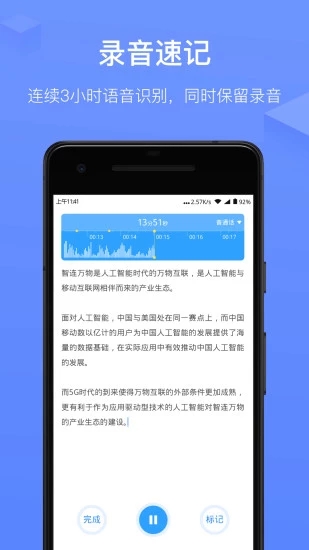 录音速记
连续3小时语音识别，同时保留录音
上午11:41 ... 2.57K/s 92%
13分51秒 普通话
00:13 00:14 00:15 00:16 00:17
智连万物是人工智能时代的万物互联，是人工智能与
移动互联网相伴而来的产业生态。
面对人工智能，中国与美国处在同一赛点上，而中国
移动数以亿计的用户为中国人工智能的发展提供了海
量的数据基础，在实际应用中有效推动中国人工智能
的发展。
而5G时代的到来使得万物互联的外部条件更加成熟，
更有利于作为应用驱动型技术的人工智能对智连万物
的产业生态的建设。
完成 标记